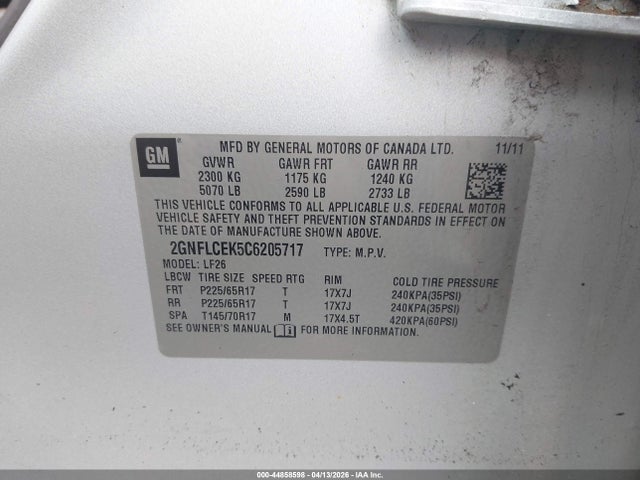 GM
MFD BY GENERAL MOTORS OF CANADA LTD. 11/11
GVWR GAWR FRT GAWR RR
2300 KG 1175 KG 1240 KG
5070 LB 2590 LB 2733 LB
THIS VEHICLE CONFORMS TO ALL APPLICABLE U.S. FEDERAL MOTOR
VEHICLE SAFETY AND THEFT PREVENTION STANDARDS IN EFFECT ON
THE DATE OF MANUFACTURE SHOWN ABOVE.
2GNFLCEK5C6205717 TYPE: M.P.V.
MODEL: LF26
LBCW TIRE SIZE SPEED RTG RIM COLD TIRE PRESSURE
FRT P225/65R17 T 17X7J 240KPA(35PSI)
RR P225/65R17 T 17X7J 240KPA(35PSI)
SPA T145/70R17 M 17X4.5T 420KPA(60PSI)
SEE OWNER'S MANUAL FOR MORE INFORMATION.
000-44858598 - 04/13/2026 - IAA Inc.